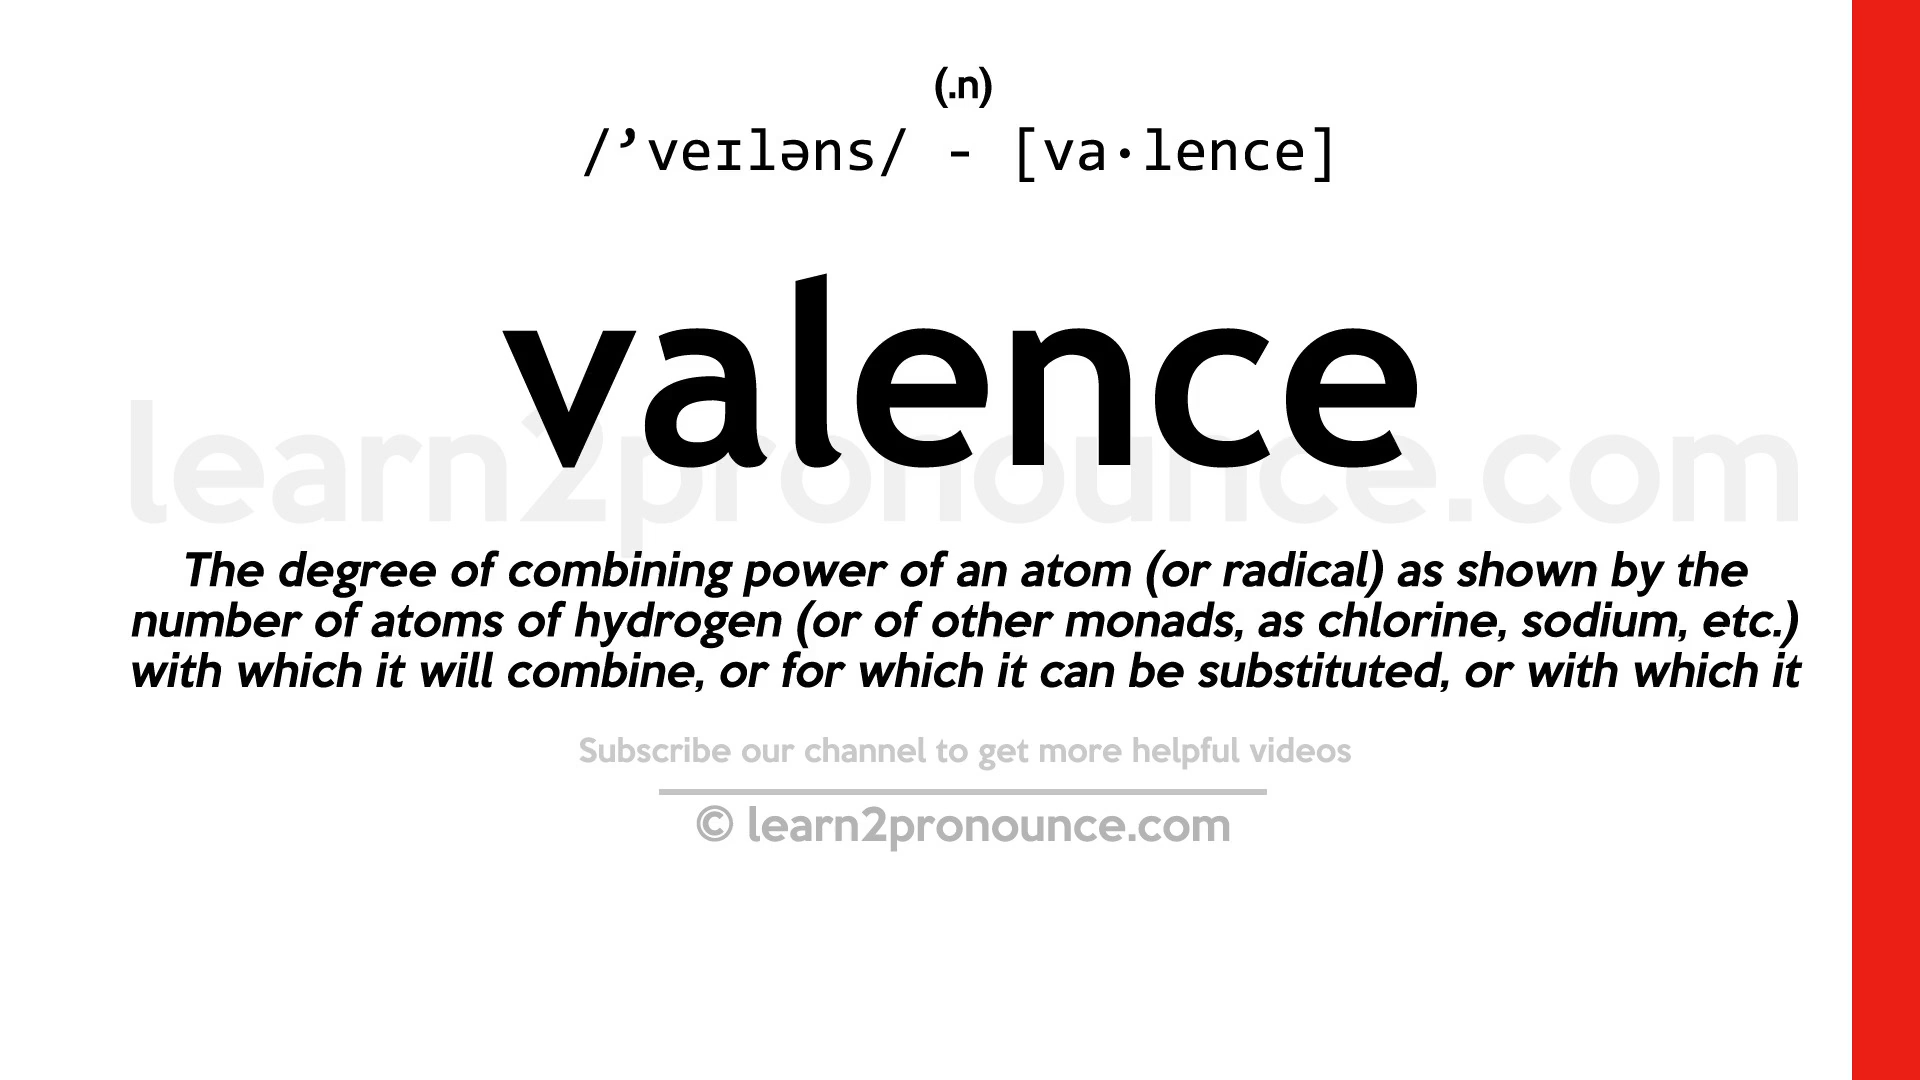 (.n)
/’veɪləns/ - [va·lence]
valence
learn2pronounce.com
The degree of combining power of an atom (or radical) as shown by the
number of atoms of hydrogen (or of other monads, as chlorine, sodium, etc.)
with which it will combine, or for which it can be substituted, or with which it
Subscribe our channel to get more helpful videos
© learn2pronounce.com